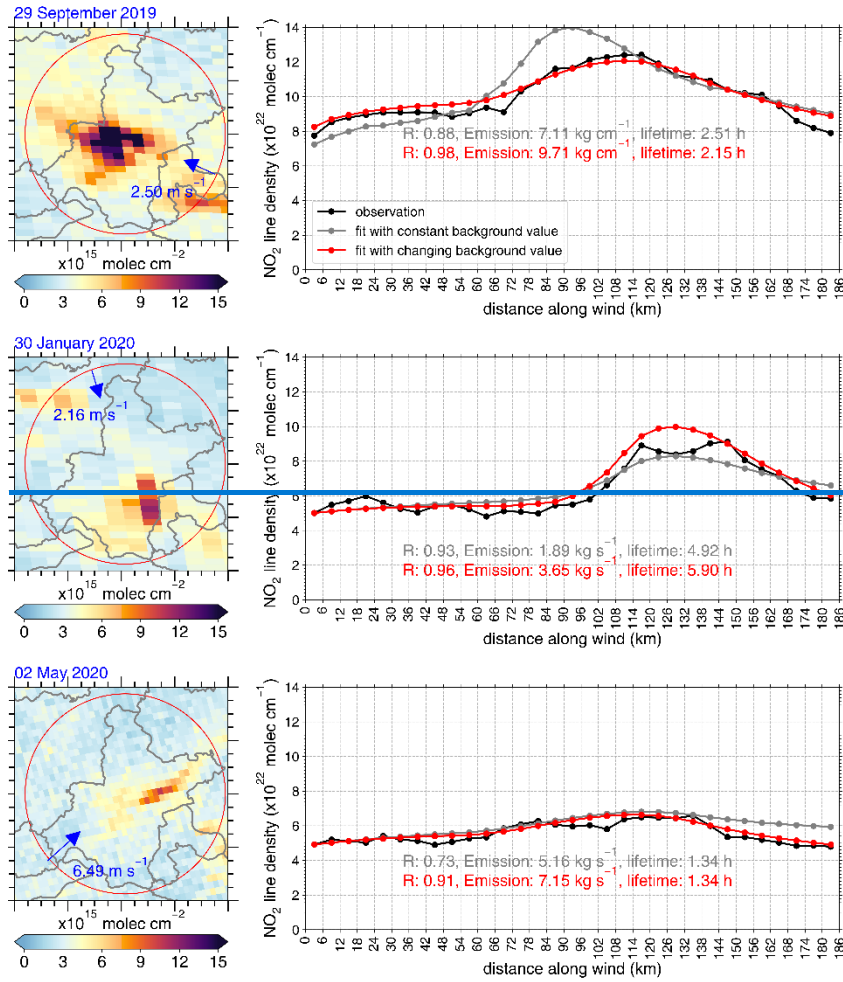 29 September 2019
2.50 m s⁻¹
x10¹⁵ molec cm⁻²
0 3 6 9 12 15
NO₂ line density (x10²² molec cm⁻¹)
14
12
10
8
6
4
2
0
R: 0.88, Emission: 7.11 kg cm⁻¹, lifetime: 2.51 h
R: 0.98, Emission: 9.71 kg cm⁻¹, lifetime: 2.15 h
observation
fit with constant background value
fit with changing background value
0 6 12 18 24 30 36 42 48 54 60 66 72 78 84 90 96 102 108 114 120 126 132 138 144 150 156 162 168 174 180 186
distance along wind (km)
30 January 2020
2.16 m s⁻¹
x10¹⁵ molec cm⁻²
0 3 6 9 12 15
NO₂ line density (x10²² molec cm⁻¹)
14
12
10
8
6
4
2
0
R: 0.93, Emission: 1.89 kg s⁻¹, lifetime: 4.92 h
R: 0.96, Emission: 3.65 kg s⁻¹, lifetime: 5.90 h
0 6 12 18 24 30 36 42 48 54 60 66 72 78 84 90 96 102 108 114 120 126 132 138 144 150 156 162 168 174 180 186
distance along wind (km)
02 May 2020
6.49 m s⁻¹
x10¹⁵ molec cm⁻²
0 3 6 9 12 15
NO₂ line density (x10²² molec cm⁻¹)
14
12
10
8
6
4
2
0
R: 0.73, Emission: 5.16 kg s⁻¹, lifetime: 1.34 h
R: 0.91, Emission: 7.15 kg s⁻¹, lifetime: 1.34 h
0 6 12 18 24 30 36 42 48 54 60 66 72 78 84 90 96 102 108 114 120 126 132 138 144 150 156 162 168 174 180 186
distance along wind (km)